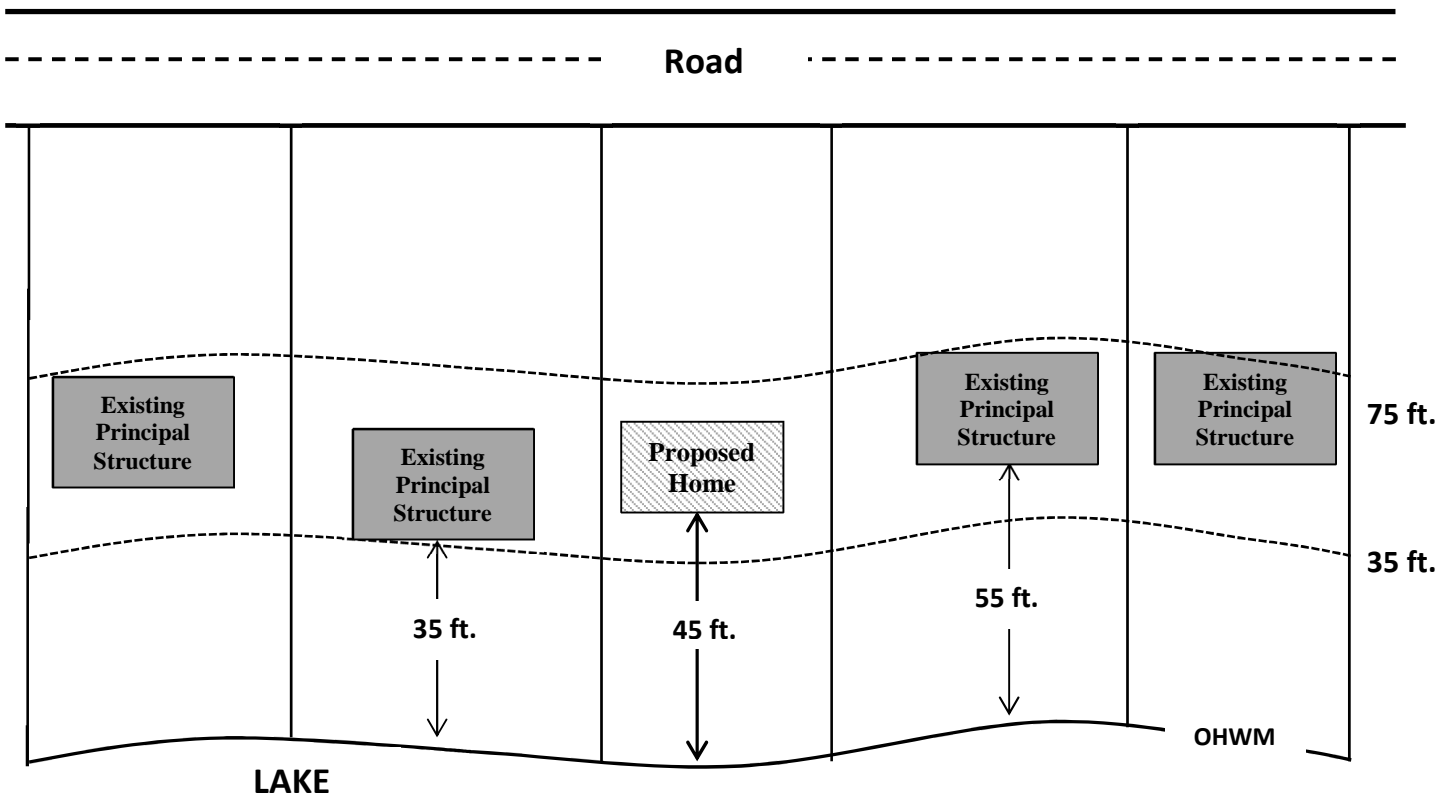 Road
Existing
Principal
Structure
Existing
Principal
Structure
Proposed
Home
Existing
Principal
Structure
Existing
Principal
Structure
75 ft.
35 ft.
35 ft.
45 ft.
55 ft.
OHWM
LAKE